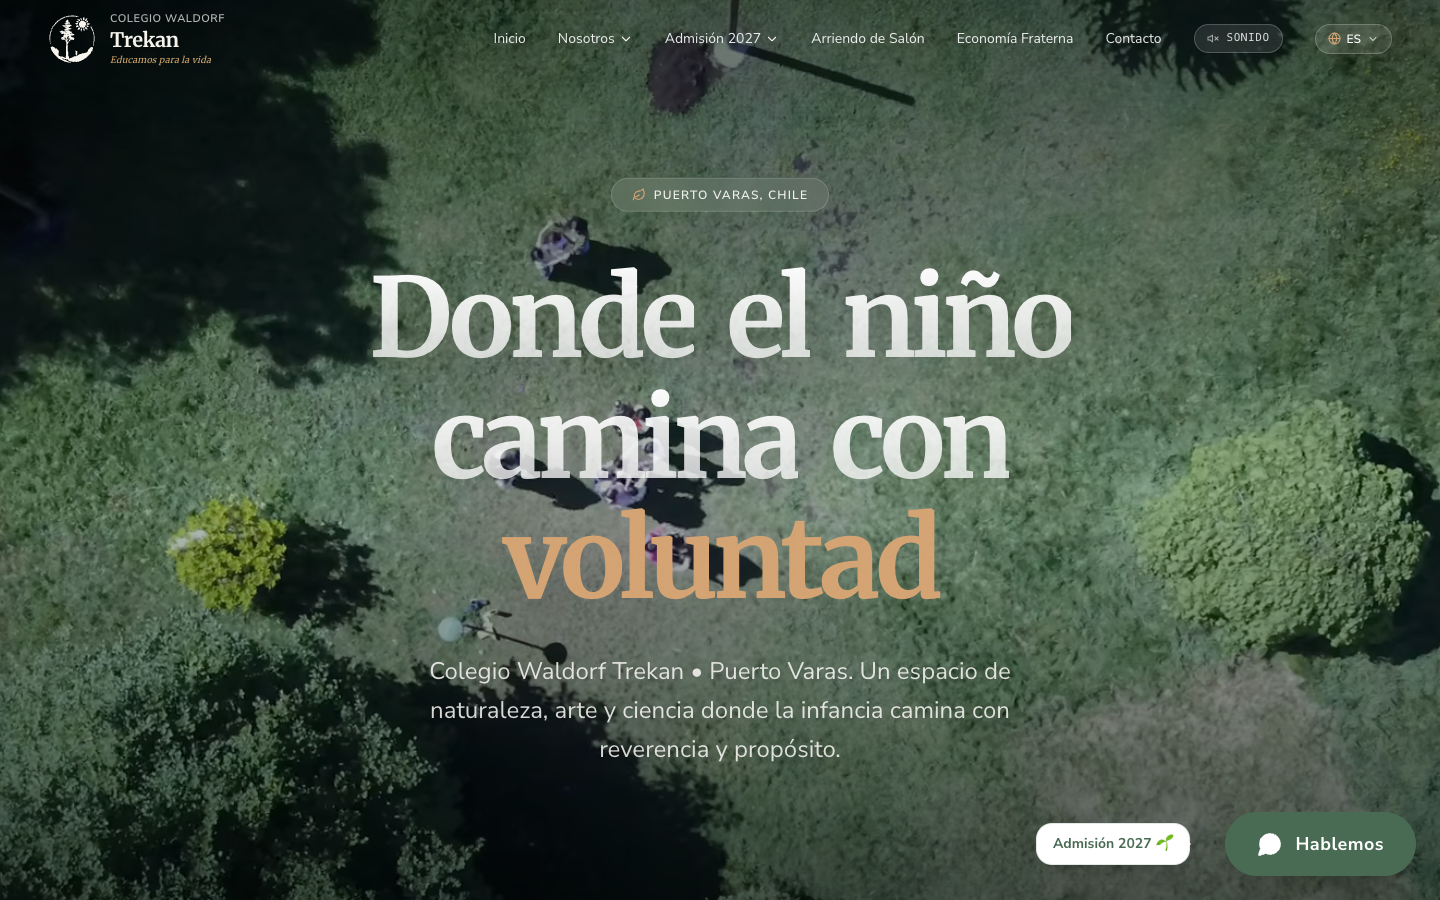 COLEGIO WALDORF
Trekan
Educamos para la vida
Inicio
Nosotros
Admisión 2027
Arriendo de Salón
Economía Fraterna
Contacto
SONIDO
ES
PUERTO VARAS, CHILE
Donde el niño
camina con
voluntad
Colegio Waldorf Trekan • Puerto Varas. Un espacio de
naturaleza, arte y ciencia donde la infancia camina con
reverencia y propósito.
Admisión 2027 🌱
Hablemos